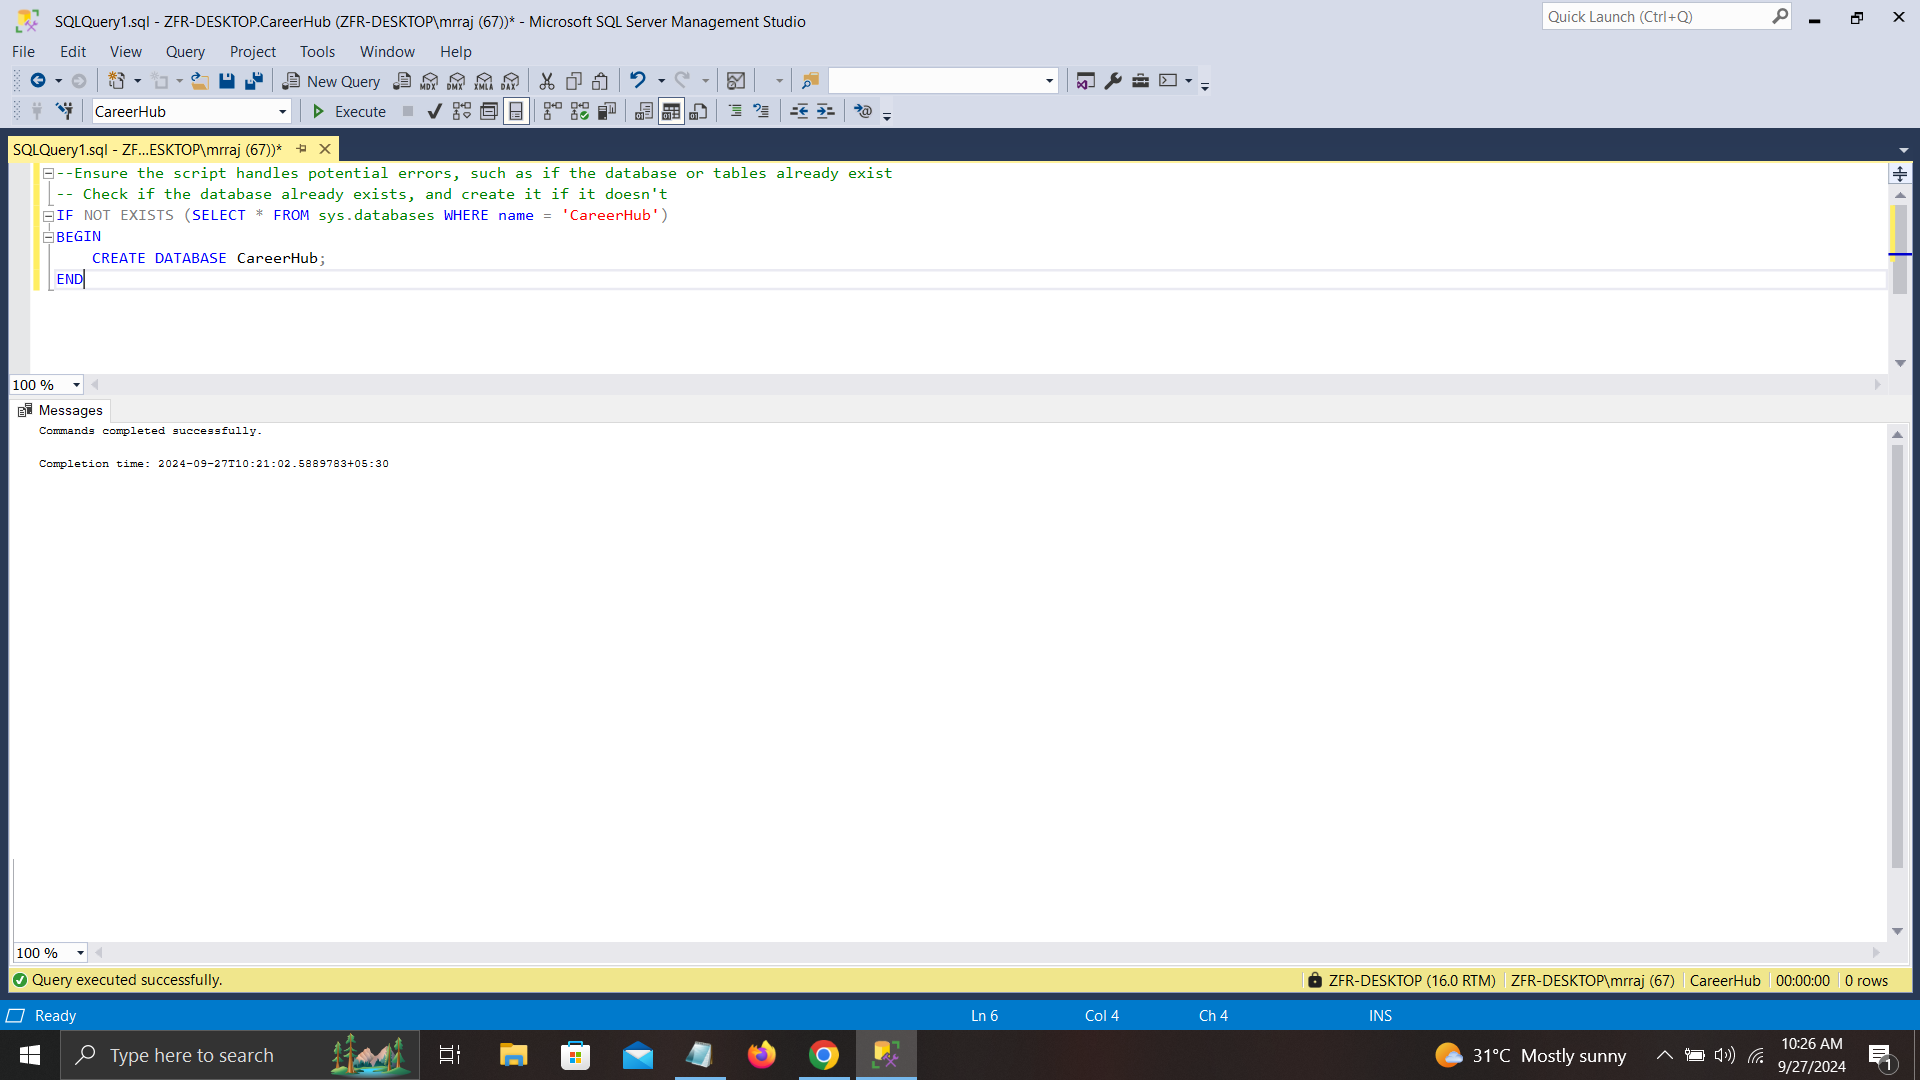 SQLQuery1.sql - ZFR-DESKTOP.CareerHub (ZFR-DESKTOP\mrraj (67))* - Microsoft SQL Server Management Studio
Quick Launch (Ctrl+Q)
File Edit View Query Project Tools Window Help
New Query MDX DMX XMLA DAX
CareerHub Execute
SQLQuery1.sql - ZF...ESKTOP\mrraj (67))*
--Ensure the script handles potential errors, such as if the database or tables already exist
-- Check if the database already exists, and create it if it doesn't
IF NOT EXISTS (SELECT * FROM sys.databases WHERE name = 'CareerHub')
BEGIN
CREATE DATABASE CareerHub;
END
100 %
Messages
Commands completed successfully.
Completion time: 2024-09-27T10:21:02.5889783+05:30
100 %
Query executed successfully. ZFR-DESKTOP (16.0 RTM) ZFR-DESKTOP\mrraj (67) CareerHub 00:00:00 0 rows
Ready Ln 6 Col 4 Ch 4 INS
Type here to search 31°C Mostly sunny 10:26 AM
9/27/2024
1